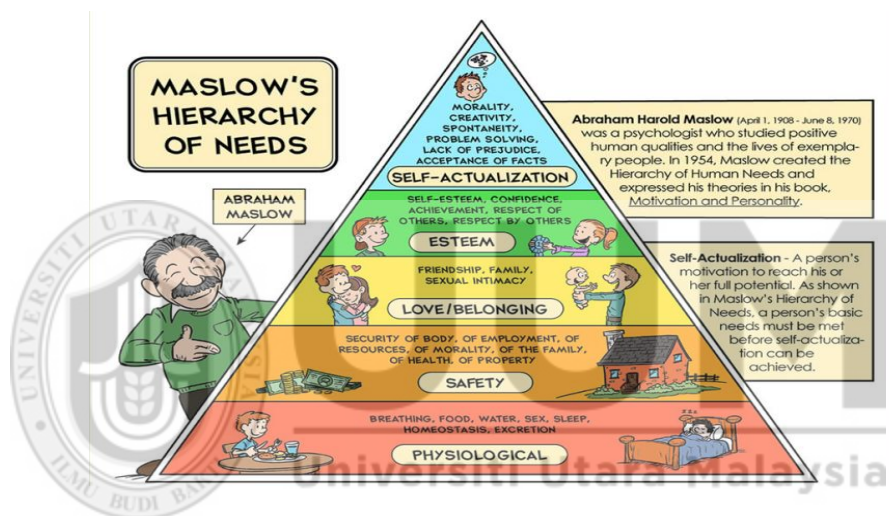 MASLOW'S
HIERARCHY
OF NEEDS
ABRAHAM
MASLOW
MORALITY,
CREATIVITY,
SPONTANEITY,
PROBLEM SOLVING,
LACK OF PREJUDICE,
ACCEPTANCE OF FACTS
SELF-ACTUALIZATION
SELF-ESTEEM, CONFIDENCE,
ACHIEVEMENT, RESPECT OF
OTHERS, RESPECT BY OTHERS
ESTEEM
FRIENDSHIP, FAMILY,
SEXUAL INTIMACY
LOVE/BELONGING
SECURITY OF BODY, OF EMPLOYMENT, OF
RESOURCES, OF MORALITY, OF THE FAMILY,
OF HEALTH, OF PROPERTY
SAFETY
BREATHING, FOOD, WATER, SEX, SLEEP,
HOMEOSTASIS, EXCRETION
PHYSIOLOGICAL
Abraham Harold Maslow (April 1, 1908 - June 8, 1970)
was a psychologist who studied positive
human qualities and the lives of exempla-
ry people. In 1954, Maslow created the
Hierarchy of Human Needs and
expressed his theories in his book,
Motivation and Personality.
Self-Actualization - A person's
motivation to reach his or
her full potential. As shown
in Maslow's Hierarchy of
Needs, a person's basic
needs must be met
before self-actualiza-
tion can be
achieved.
zzz
UUM
Universiti Utara Malaysia
UNIVERSITI UTARA
ILMU BUDI